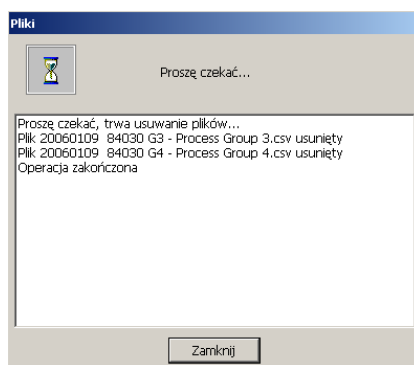 Pliki
Proszę czekać...
Proszę czekać, trwa usuwanie plików...
Plik 20060109  84030 G3 - Process Group 3.csv usunięty
Plik 20060109  84030 G4 - Process Group 4.csv usunięty
Operacja zakończona
Zamknij